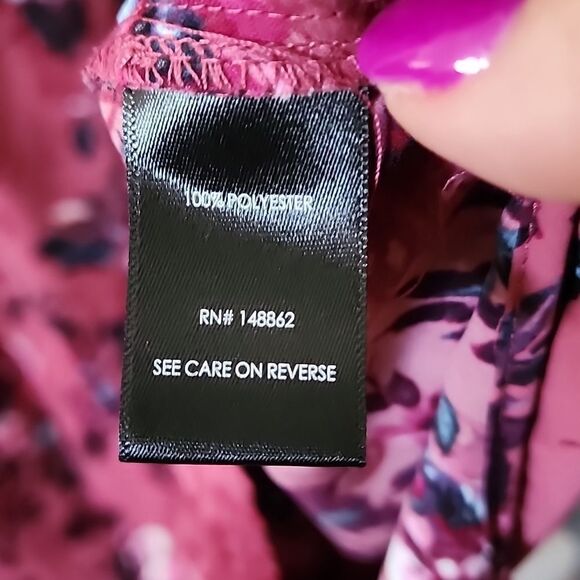 100% POLYESTER
RN# 148862
SEE CARE ON REVERSE